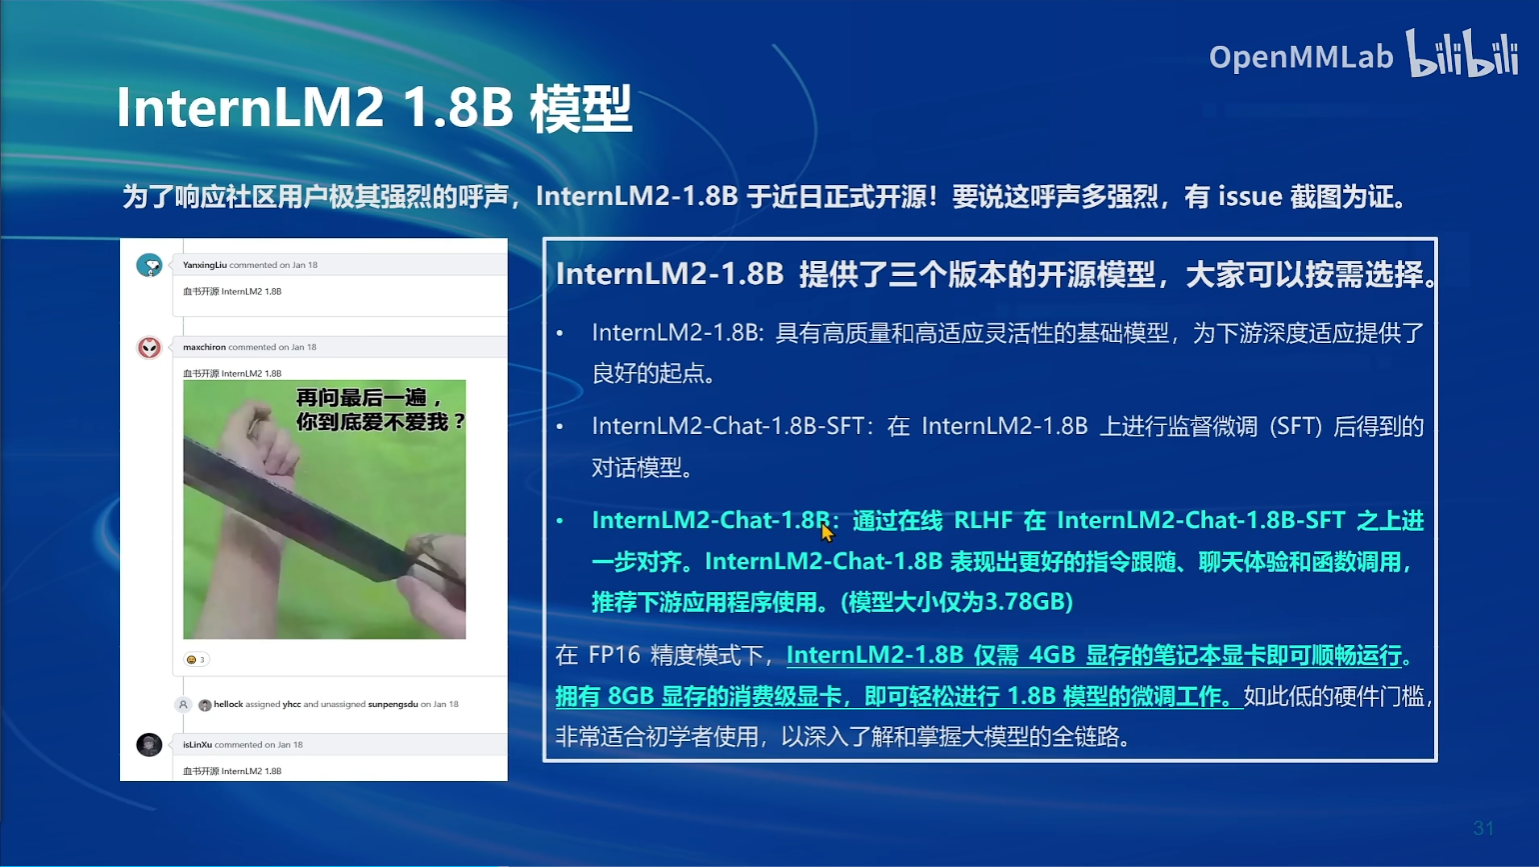 OpenMMLab bilibili
InternLM2 1.8B 模型
为了响应社区用户极其强烈的呼声，InternLM2-1.8B 于近日正式开源！要说这呼声多强烈，有 issue 截图为证。
YanxingLiu commented on Jan 18
血书开源 InternLM2 1.8B
maxchiron commented on Jan 18
血书开源 InternLM2 1.8B
再问最后一遍，
你到底爱不爱我？
3
hellock assigned yhcc and unassigned sunpengsdu on Jan 18
isLinXu commented on Jan 18
血书开源 InternLM2 1.8B
InternLM2-1.8B 提供了三个版本的开源模型，大家可以按需选择。
• InternLM2-1.8B: 具有高质量和高适应灵活性的基础模型，为下游深度适应提供了
良好的起点。
• InternLM2-Chat-1.8B-SFT：在 InternLM2-1.8B 上进行监督微调 (SFT) 后得到的
对话模型。
• InternLM2-Chat-1.8B：通过在线 RLHF 在 InternLM2-Chat-1.8B-SFT 之上进
一步对齐。InternLM2-Chat-1.8B 表现出更好的指令跟随、聊天体验和函数调用，
推荐下游应用程序使用。(模型大小仅为3.78GB)
在 FP16 精度模式下，InternLM2-1.8B 仅需 4GB 显存的笔记本显卡即可顺畅运行。
拥有 8GB 显存的消费级显卡，即可轻松进行 1.8B 模型的微调工作。如此低的硬件门槛，
非常适合初学者使用，以深入了解和掌握大模型的全链路。
31